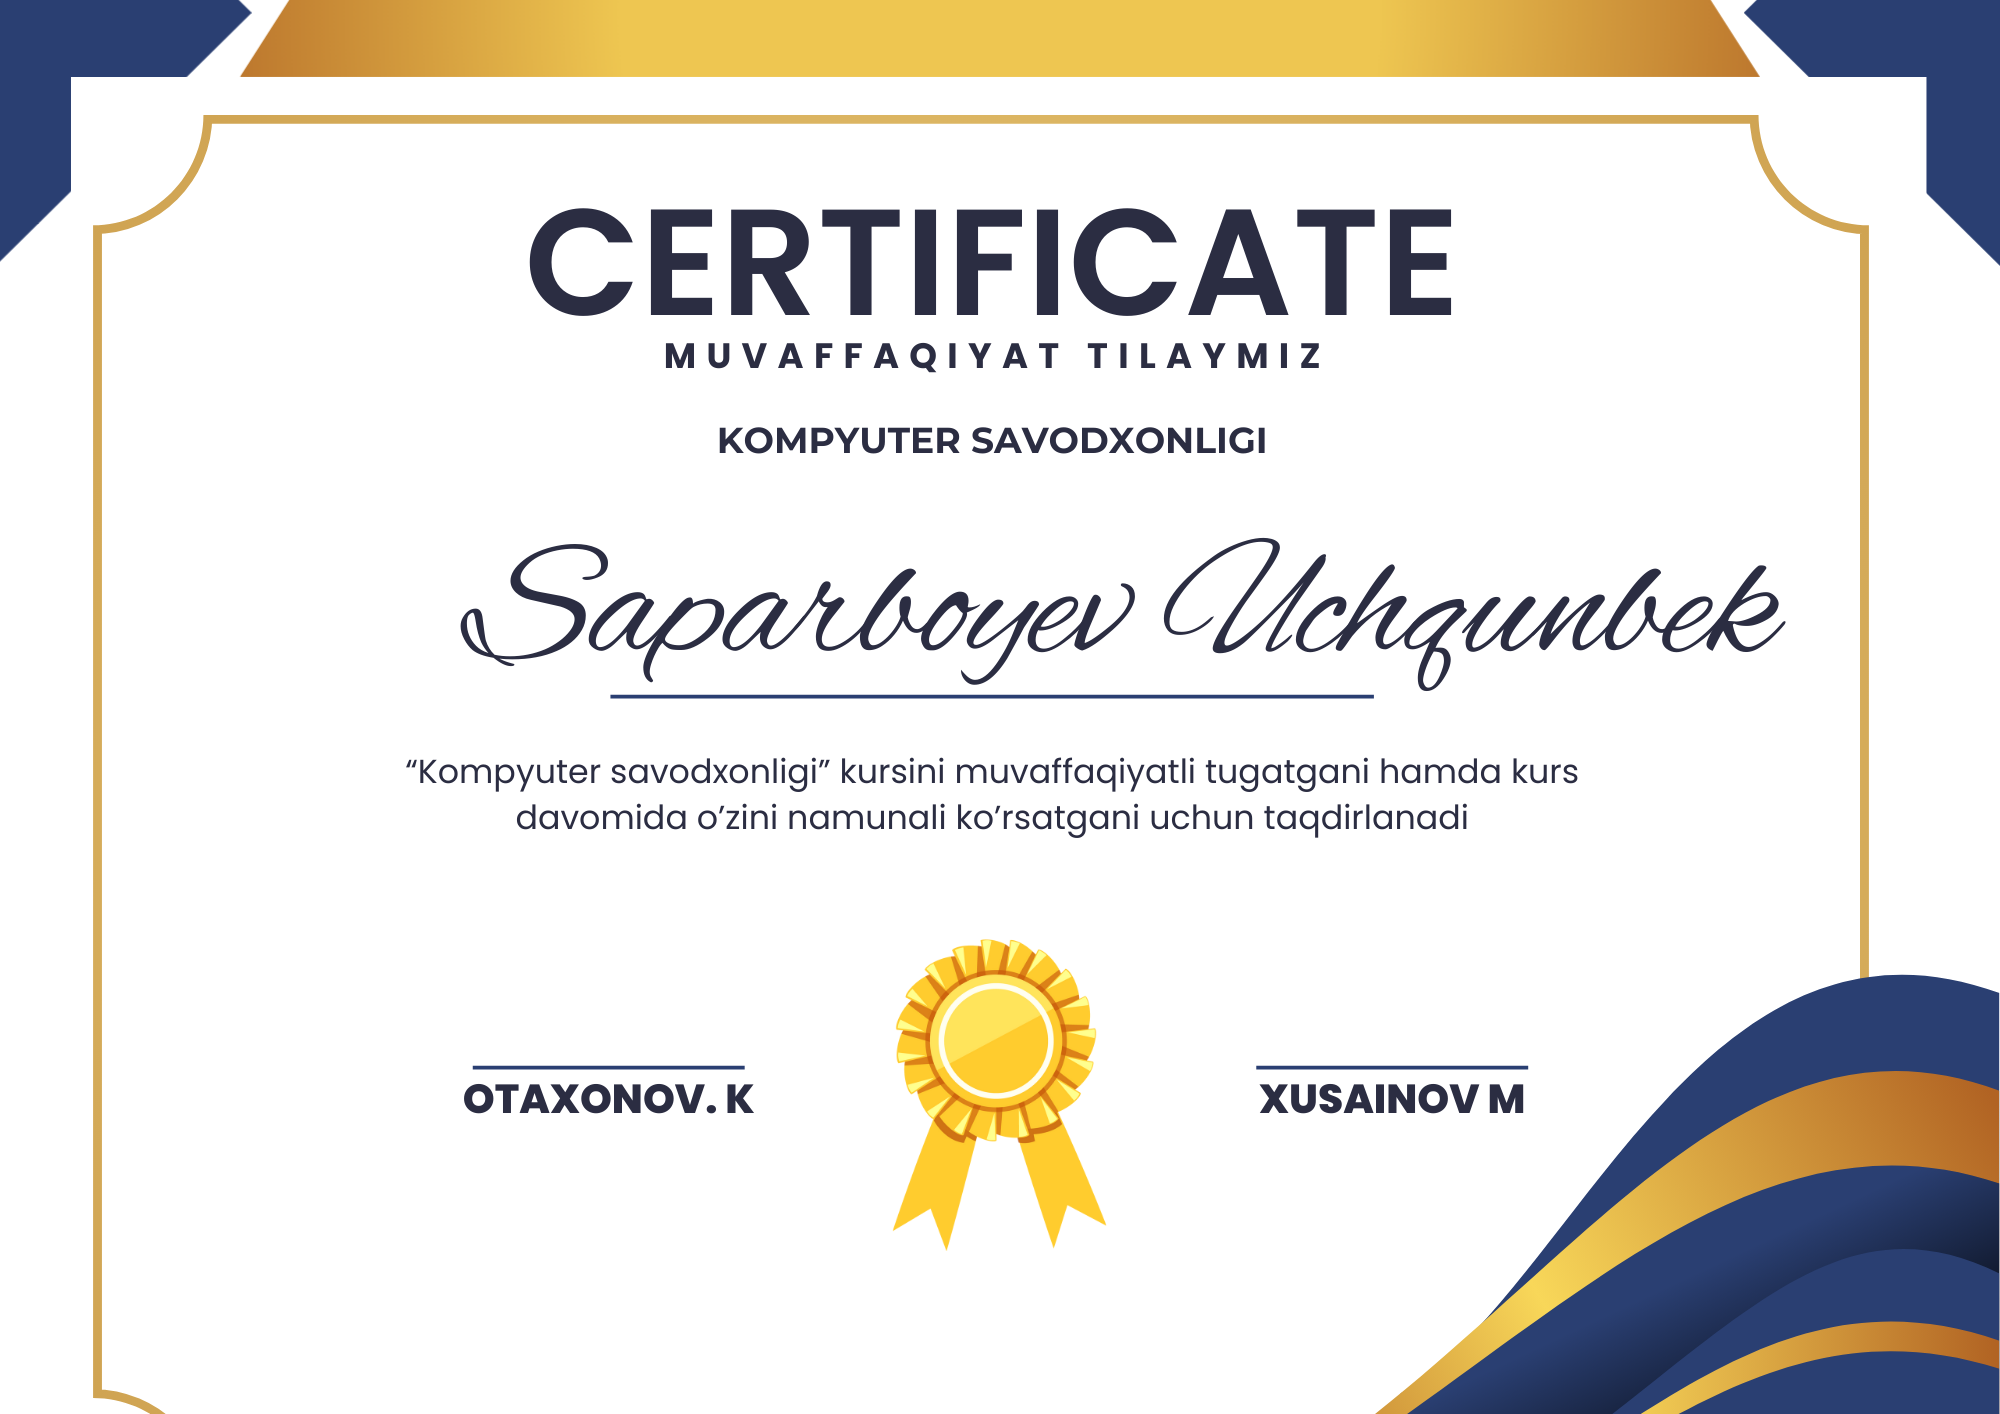 CERTIFICATE
MUVAFFAQIYAT TILAYMIZ
KOMPYUTER SAVODXONLIGI
Saparboyev Uchqunbek
“Kompyuter savodxonligi” kursini muvaffaqiyatli tugatgani hamda kurs
davomida o’zini namunali ko’rsatgani uchun taqdirlanadi
OTAXONOV. K
XUSAINOV M